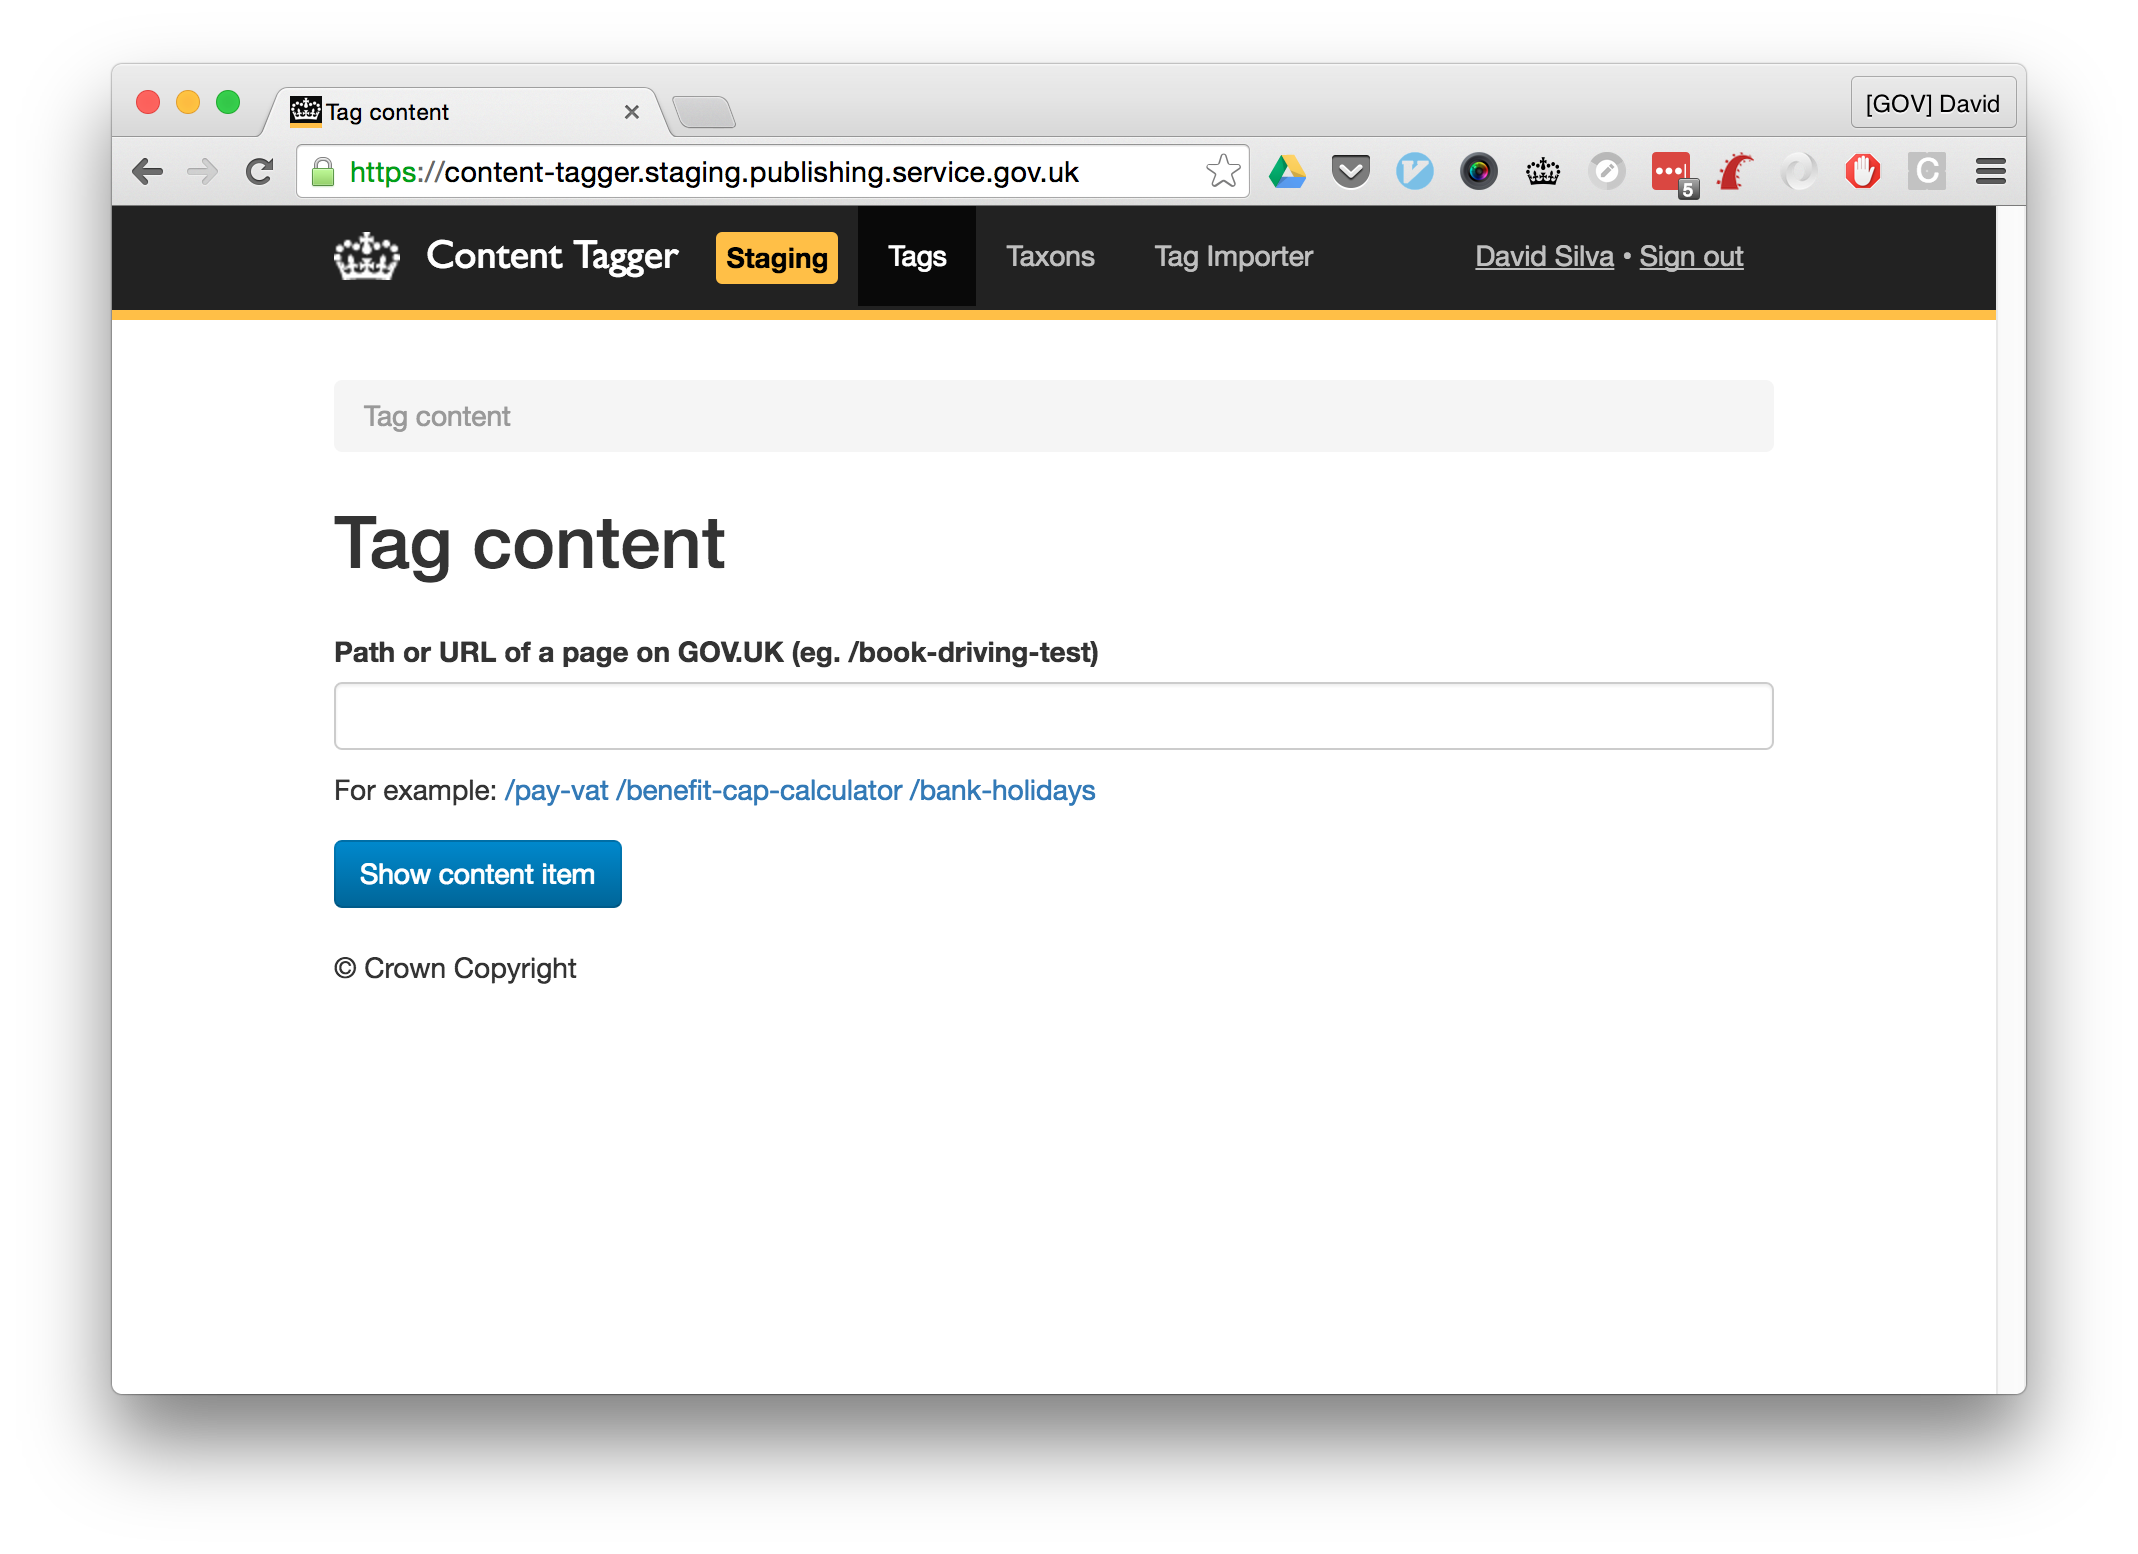 Tag content
[GOV] David
https://content-tagger.staging.publishing.service.gov.uk
5
C
Content Tagger Staging Tags Taxons Tag Importer David Silva • Sign out
Tag content
Tag content
Path or URL of a page on GOV.UK (eg. /book-driving-test)
For example: /pay-vat /benefit-cap-calculator /bank-holidays
Show content item
© Crown Copyright